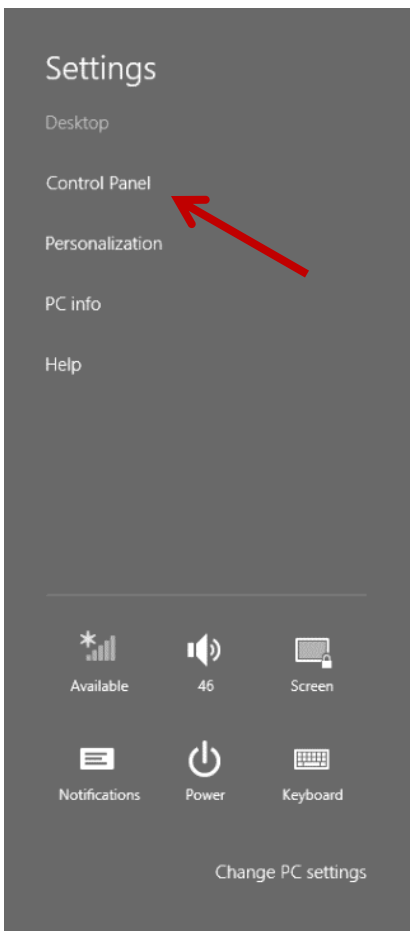 Settings
Desktop
Control Panel
Personalization
PC info
Help
Available 46 Screen
Notifications Power Keyboard
Change PC settings